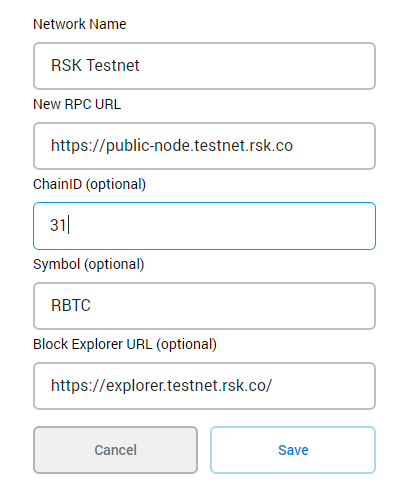 Network Name
RSK Testnet
New RPC URL
https://public-node.testnet.rsk.co
ChainID (optional)
31
Symbol (optional)
RBTC
Block Explorer URL (optional)
https://explorer.testnet.rsk.co/
Cancel Save